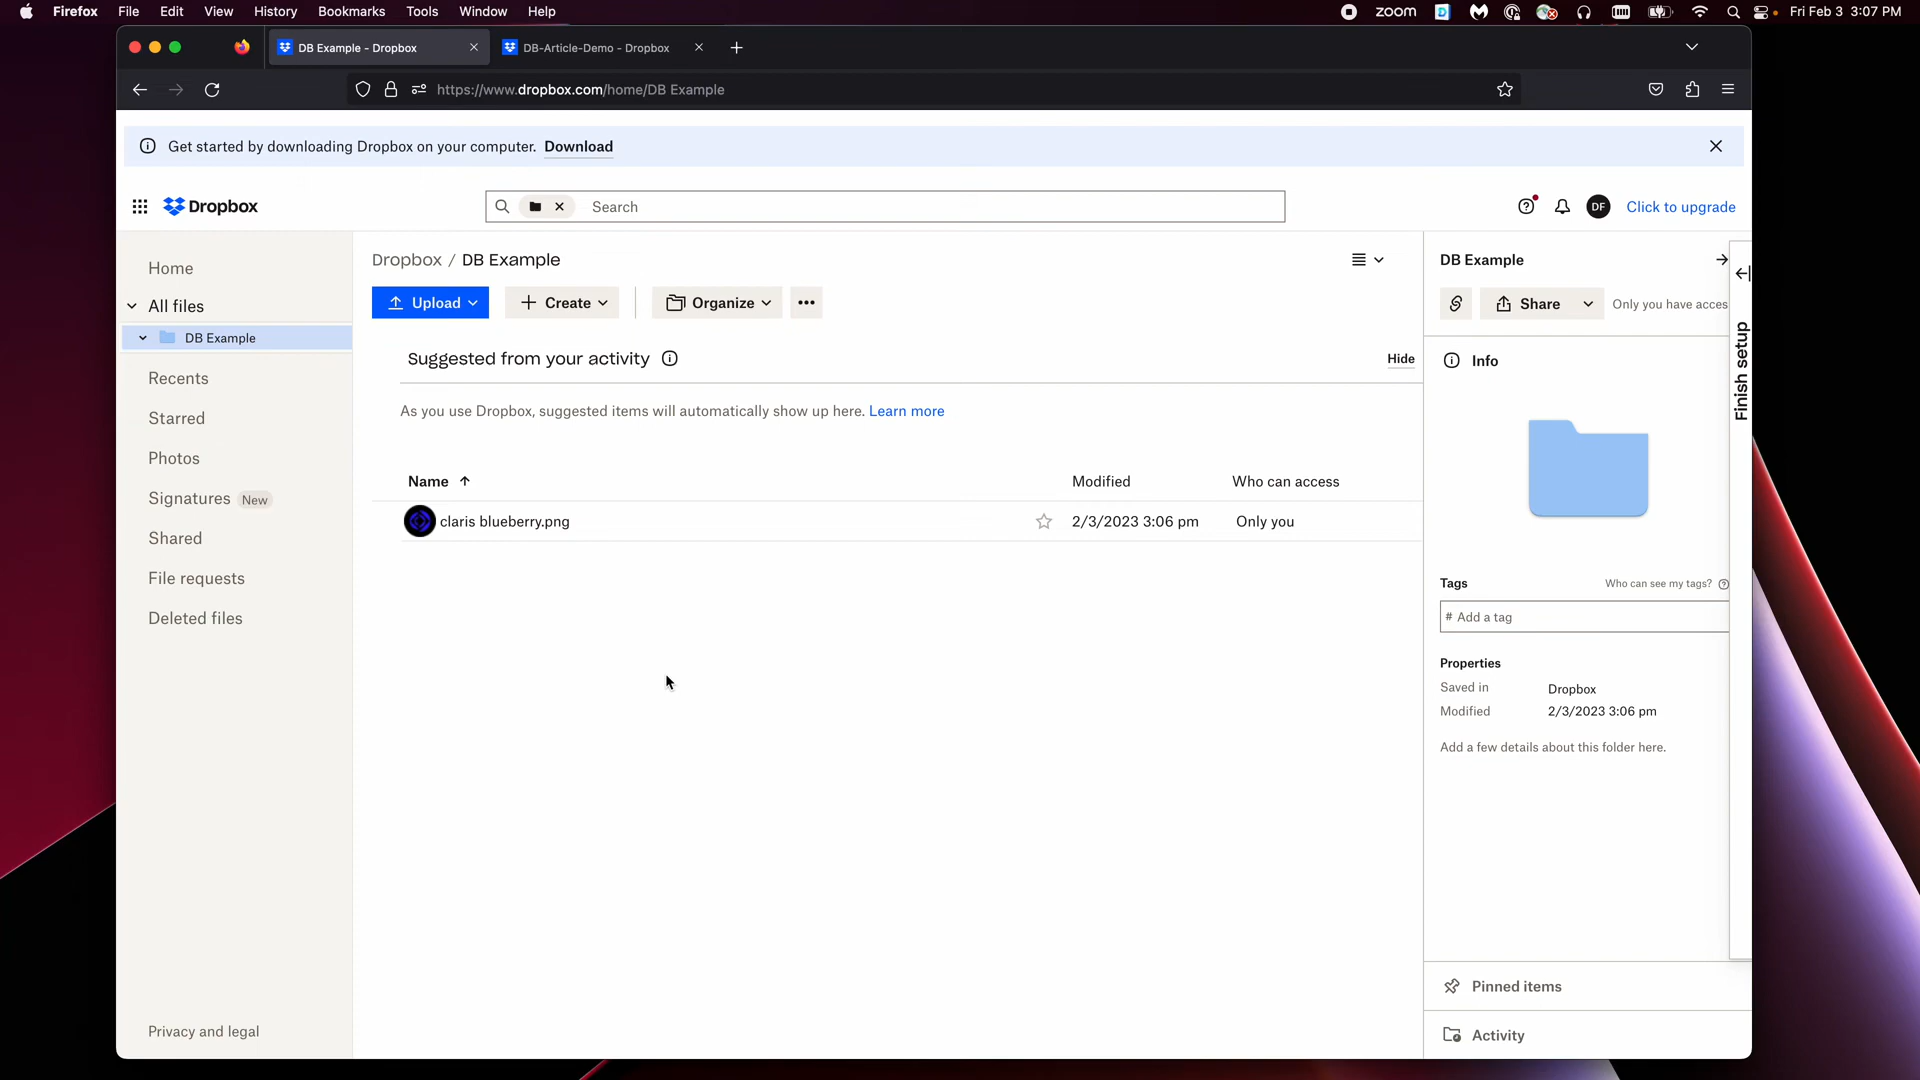 Firefox File Edit View History Bookmarks Tools Window Help zoom Fri Feb 3 3:07 PM
DB Example - Dropbox DB-Article-Demo - Dropbox
https://www.dropbox.com/home/DB Example
Get started by downloading Dropbox on your computer. Download
Dropbox Search DF Click to upgrade
Home
All files
DB Example
Recents
Starred
Photos
Signatures New
Shared
File requests
Deleted files
Privacy and legal
Dropbox / DB Example
Upload Create Organize
Suggested from your activity Hide
As you use Dropbox, suggested items will automatically show up here. Learn more
Name Modified Who can access
claris blueberry.png 2/3/2023 3:06 pm Only you
DB Example
Share Only you have acces
Info
Finish setup
Tags Who can see my tags?
# Add a tag
Properties
Saved in Dropbox
Modified 2/3/2023 3:06 pm
Add a few details about this folder here.
Pinned items
Activity